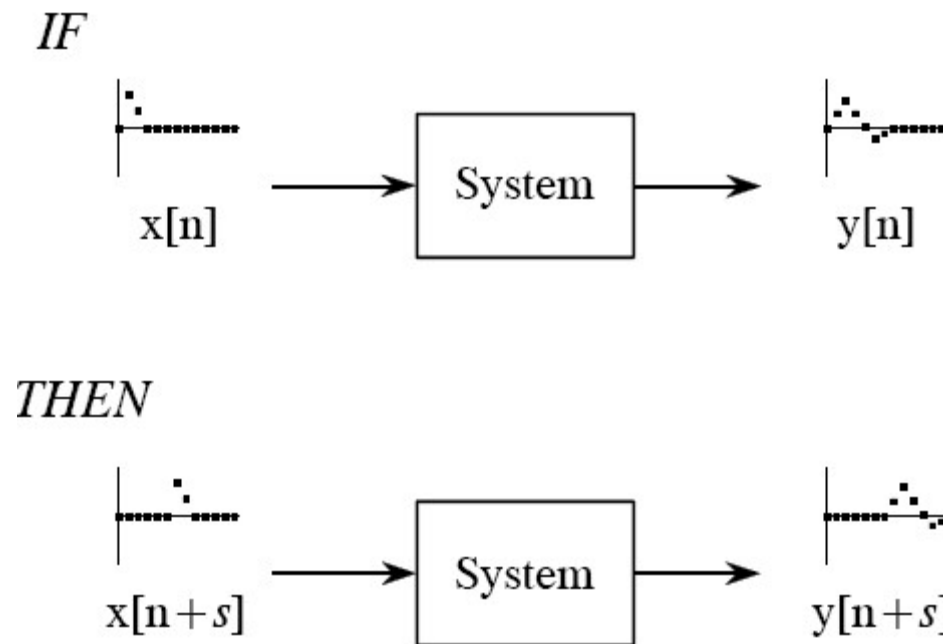 IF
System
x[n]
y[n]
THEN
System
x[n+s]
y[n+s]